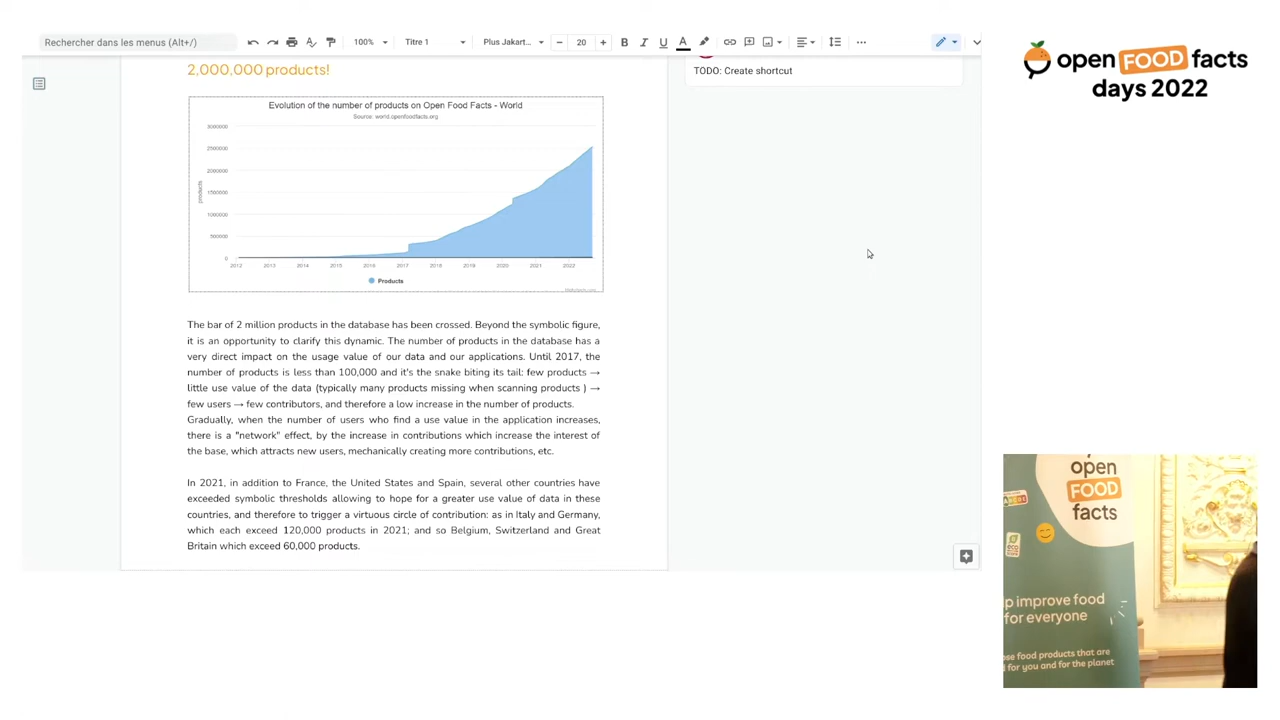 Rechercher dans les menus (Alt+/)
100%
Titre 1
Plus Jakart...
20
B I U A
open FOOD facts
days 2022
2,000,000 products!
TODO: Create shortcut
Evolution of the number of products on Open Food Facts - World
Source: world.openfoodfacts.org
3000000
2500000
2000000
1500000
1000000
500000
0
products
2012 2013 2014 2015 2016 2017 2018 2019 2020 2021 2022
Products
The bar of 2 million products in the database has been crossed. Beyond the symbolic figure,
it is an opportunity to clarify this dynamic. The number of products in the database has a
very direct impact on the usage value of our data and our applications. Until 2017, the
number of products is less than 100,000 and it's the snake biting its tail: few products →
little use value of the data (typically many products missing when scanning products ) →
few users → few contributors, and therefore a low increase in the number of products.
Gradually, when the number of users who find a use value in the application increases,
there is a "network" effect, by the increase in contributions which increase the interest of
the base, which attracts new users, mechanically creating more contributions, etc.
In 2021, in addition to France, the United States and Spain, several other countries have
exceeded symbolic thresholds allowing to hope for a greater use value of data in these
countries, and therefore to trigger a virtuous circle of contribution: as in Italy and Germany,
which each exceed 120,000 products in 2021; and so Belgium, Switzerland and Great
Britain which exceed 60,000 products.
open
FOOD
facts
p improve food
for everyone
ose food products that are
d for you and for the planet